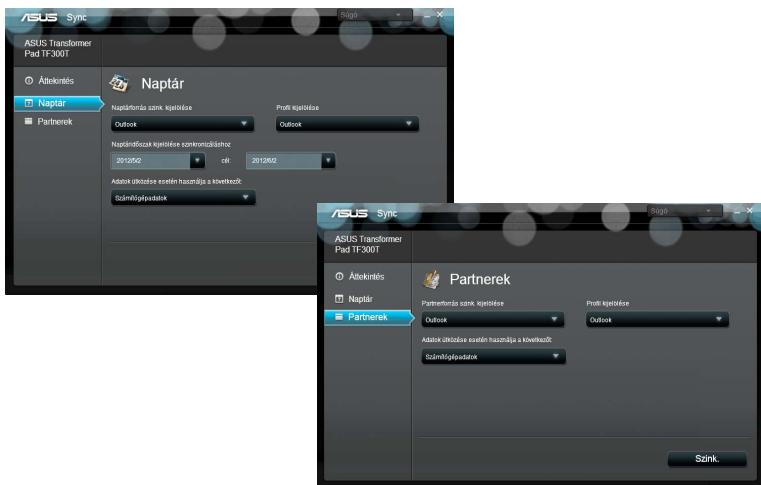 ASUS Sync
Súgó
ASUS Transformer
Pad TF300T
Áttekintés
Naptár
Partnerek
Naptár
Naptárforrás szink. kijelölése
Profil kijelölése
Outlook
Outlook
Naptáridőszak kijelölése szinkronizáláshoz
2012/5/2
cél:
2012/6/2
Adatok ütközése esetén használja a következőt:
Számítógépadatok
ASUS Sync
Súgó
ASUS Transformer
Pad TF300T
Áttekintés
Naptár
Partnerek
Partnerek
Partnerforrás szink. kijelölése
Profil kijelölése
Outlook
Outlook
Adatok ütközése esetén használja a következőt:
Számítógépadatok
Szink.